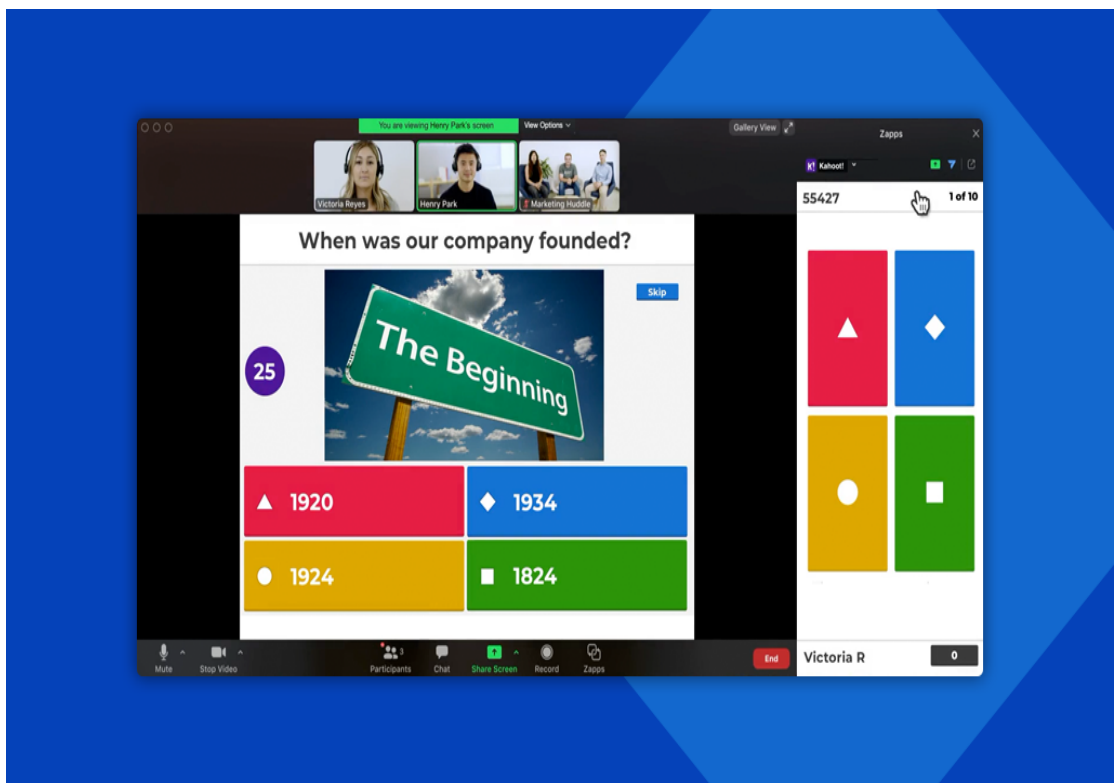 You are viewing Henry Park's screen
View Options
Gallery View
Zapps
K! Kahoot!
Victoria Reyes
Henry Park
Marketing Huddle
55427
1 of 10
When was our company founded?
Skip
The Beginning
25
1920
1934
1924
1824
Mute
Stop Video
Participants
3
Chat
Share Screen
Record
Zapps
End
Victoria R
0